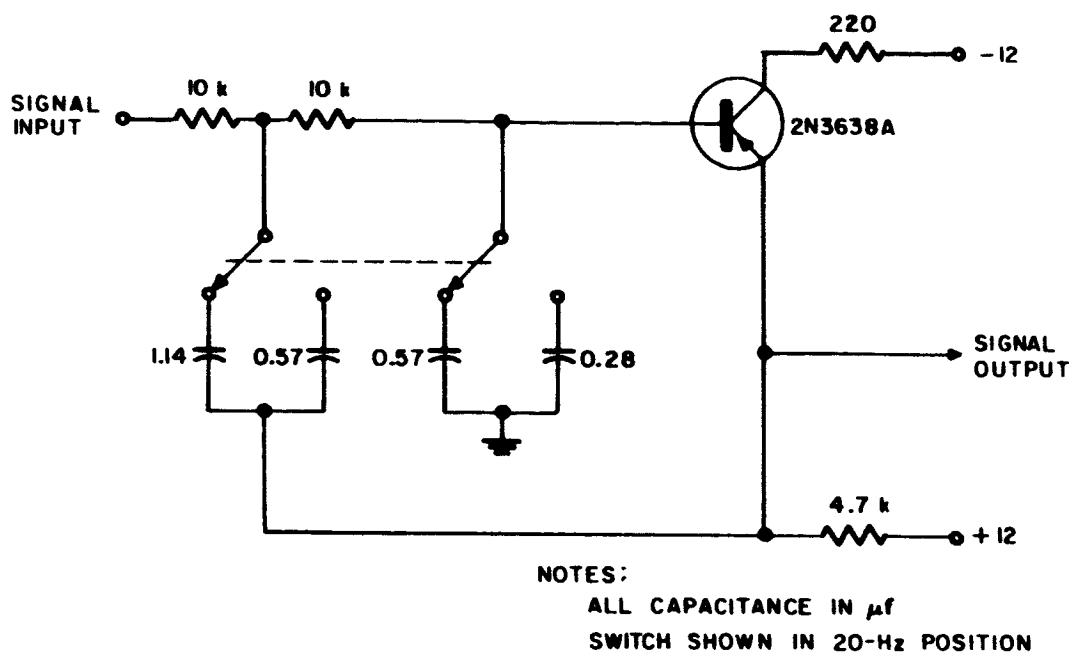 220
-12
10 k
10 k
SIGNAL
INPUT
2N3638A
1.14
0.57
0.57
0.28
SIGNAL
OUTPUT
4.7 k
+12
NOTES:
ALL CAPACITANCE IN μf
SWITCH SHOWN IN 20-Hz POSITION